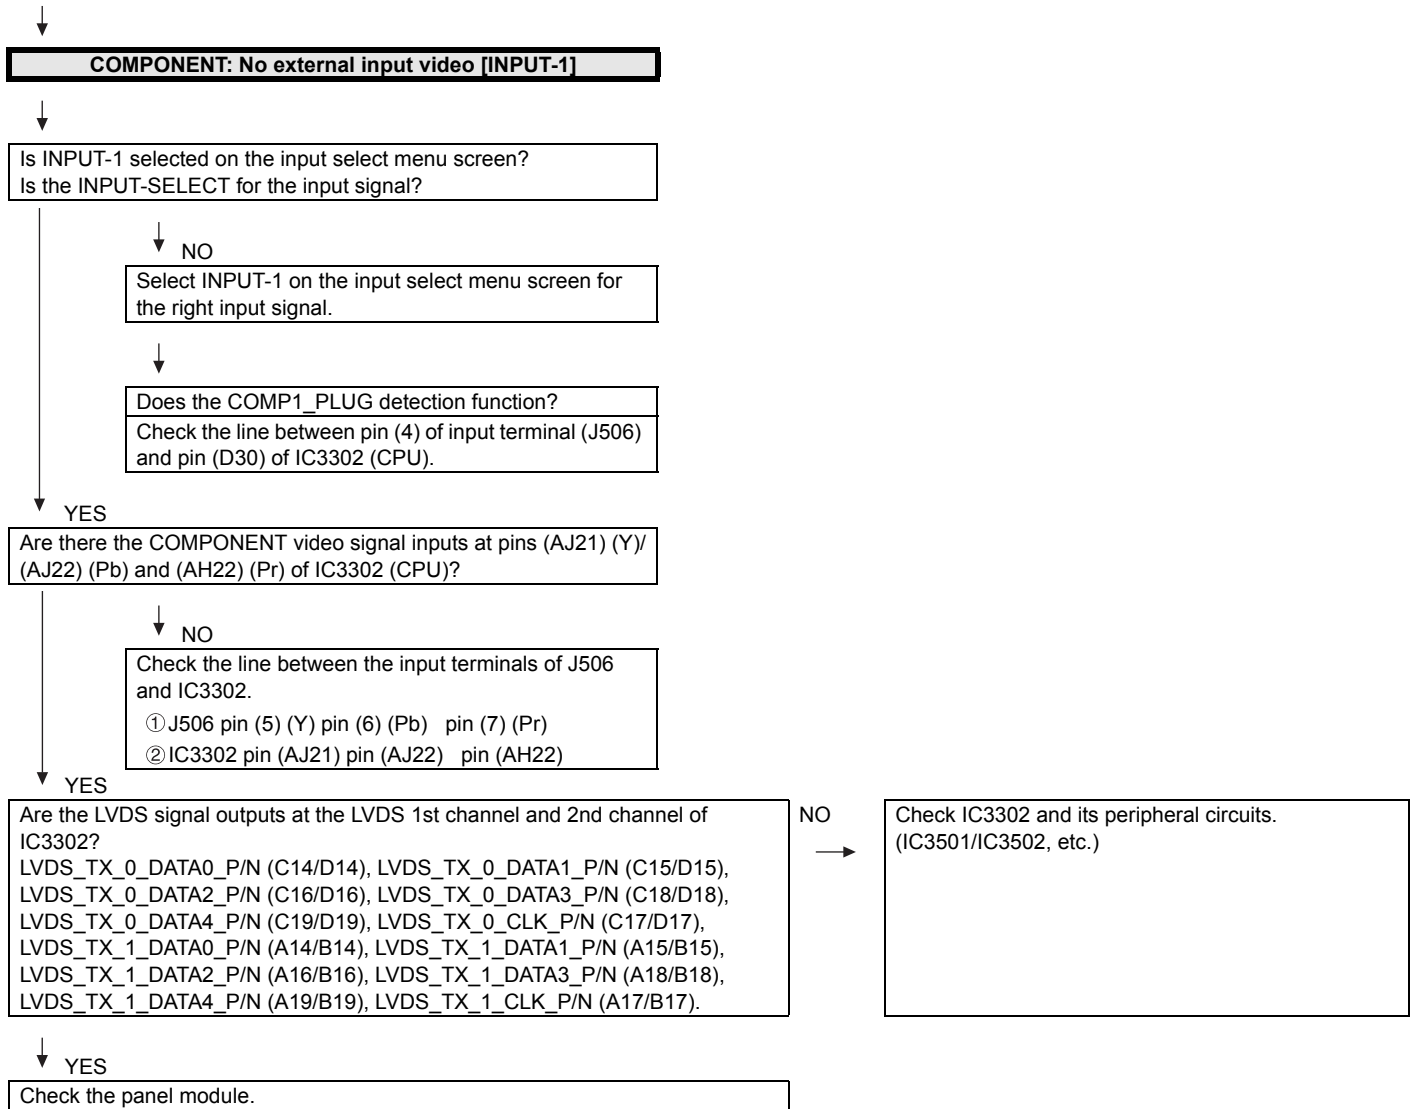 COMPONENT: No external input video [INPUT-1]
Is INPUT-1 selected on the input select menu screen?
Is the INPUT-SELECT for the input signal?
NO
Select INPUT-1 on the input select menu screen for
the right input signal.
Does the COMP1_PLUG detection function?
Check the line between pin (4) of input terminal (J506)
and pin (D30) of IC3302 (CPU).
YES
Are there the COMPONENT video signal inputs at pins (AJ21) (Y)/
(AJ22) (Pb) and (AH22) (Pr) of IC3302 (CPU)?
NO
Check the line between the input terminals of J506
and IC3302.
①J506 pin (5) (Y) pin (6) (Pb) pin (7) (Pr)
②IC3302 pin (AJ21) pin (AJ22) pin (AH22)
YES
Are the LVDS signal outputs at the LVDS 1st channel and 2nd channel of
IC3302?
LVDS_TX_0_DATA0_P/N (C14/D14), LVDS_TX_0_DATA1_P/N (C15/D15),
LVDS_TX_0_DATA2_P/N (C16/D16), LVDS_TX_0_DATA3_P/N (C18/D18),
LVDS_TX_0_DATA4_P/N (C19/D19), LVDS_TX_0_CLK_P/N (C17/D17),
LVDS_TX_1_DATA0_P/N (A14/B14), LVDS_TX_1_DATA1_P/N (A15/B15),
LVDS_TX_1_DATA2_P/N (A16/B16), LVDS_TX_1_DATA3_P/N (A18/B18),
LVDS_TX_1_DATA4_P/N (A19/B19), LVDS_TX_1_CLK_P/N (A17/B17).
NO
Check IC3302 and its peripheral circuits.
(IC3501/IC3502, etc.)
YES
Check the panel module.